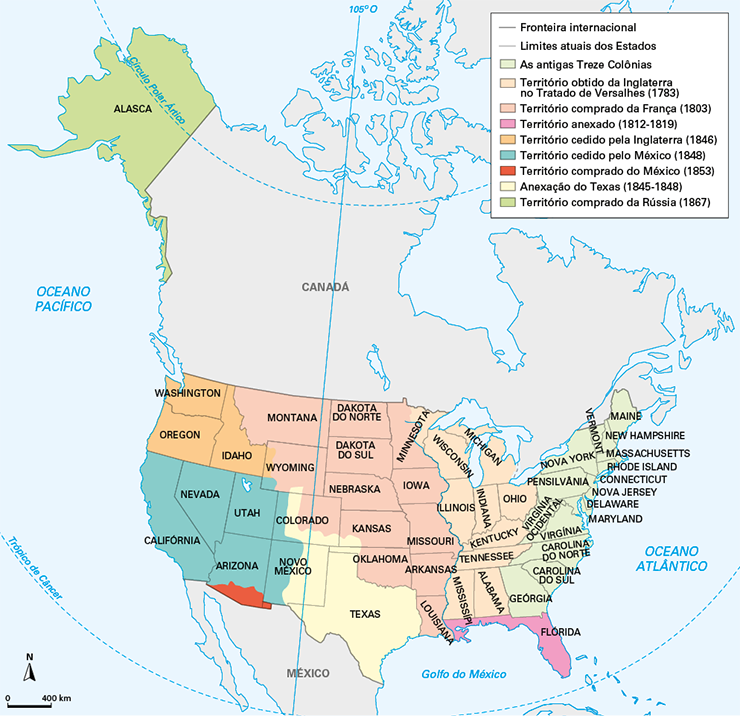 105º O
Fronteira internacional
Limites atuais dos Estados
As antigas Treze Colônias
Território obtido da Inglaterra
no Tratado de Versalhes (1783)
Território comprado da França (1803)
Território anexado (1812-1819)
Território cedido pela Inglaterra (1846)
Território cedido pelo México (1848)
Território comprado do México (1853)
Anexação do Texas (1845-1848)
Território comprado da Rússia (1867)
Círculo Polar Ártico
ALASCA
OCEANO
PACÍFICO
CANADÁ
WASHINGTON
OREGON
IDAHO
MONTANA
WYOMING
DAKOTA
DO NORTE
DAKOTA
DO SUL
NEBRASKA
KANSAS
OKLAHOMA
MINNESOTA
IOWA
MISSOURI
ARKANSAS
LOUISIANA
WISCONSIN
MICHIGAN
ILLINOIS
INDIANA
OHIO
KENTUCKY
TENNESSEE
MISSISSÍPI
ALABAMA
VERMONT
MAINE
NEW HAMPSHIRE
MASSACHUSETTS
RHODE ISLAND
CONNECTICUT
NOVA JERSEY
DELAWARE
MARYLAND
NOVA YORK
PENSILVÂNIA
VIRGÍNIA
OCIDENTAL
VIRGÍNIA
CAROLINA
DO NORTE
CAROLINA
DO SUL
GEÓRGIA
FLÓRIDA
NEVADA
UTAH
COLORADO
CALIFÓRNIA
ARIZONA
NOVO
MÉXICO
TEXAS
OCEANO
ATLÂNTICO
Trópico de Câncer
MÉXICO
Golfo do México
N
0 400 km